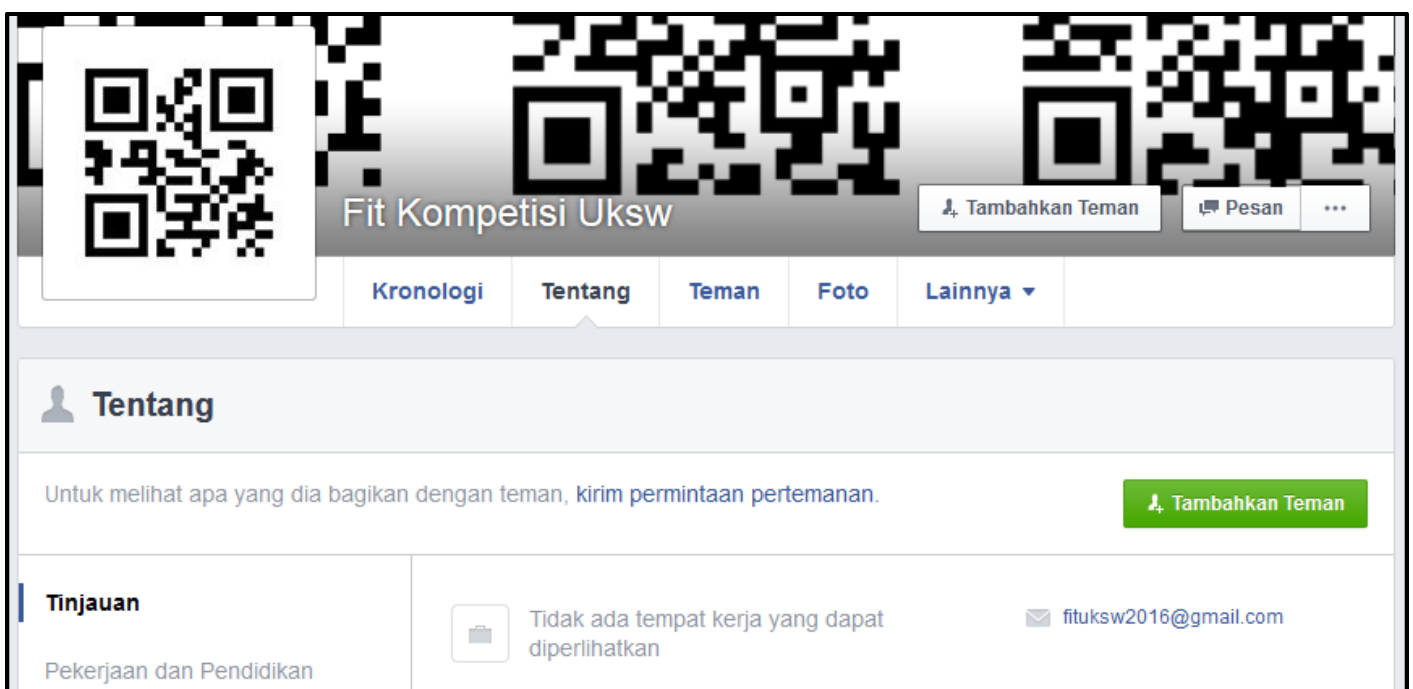 Fit Kompetisi Uksw
Tambahkan Teman
Pesan
Kronologi
Tentang
Teman
Foto
Lainnya
Tentang
Untuk melihat apa yang dia bagikan dengan teman, kirim permintaan pertemanan.
Tambahkan Teman
Tinjauan
Pekerjaan dan Pendidikan
Tidak ada tempat kerja yang dapat
diperlihatkan
fituksw2016@gmail.com